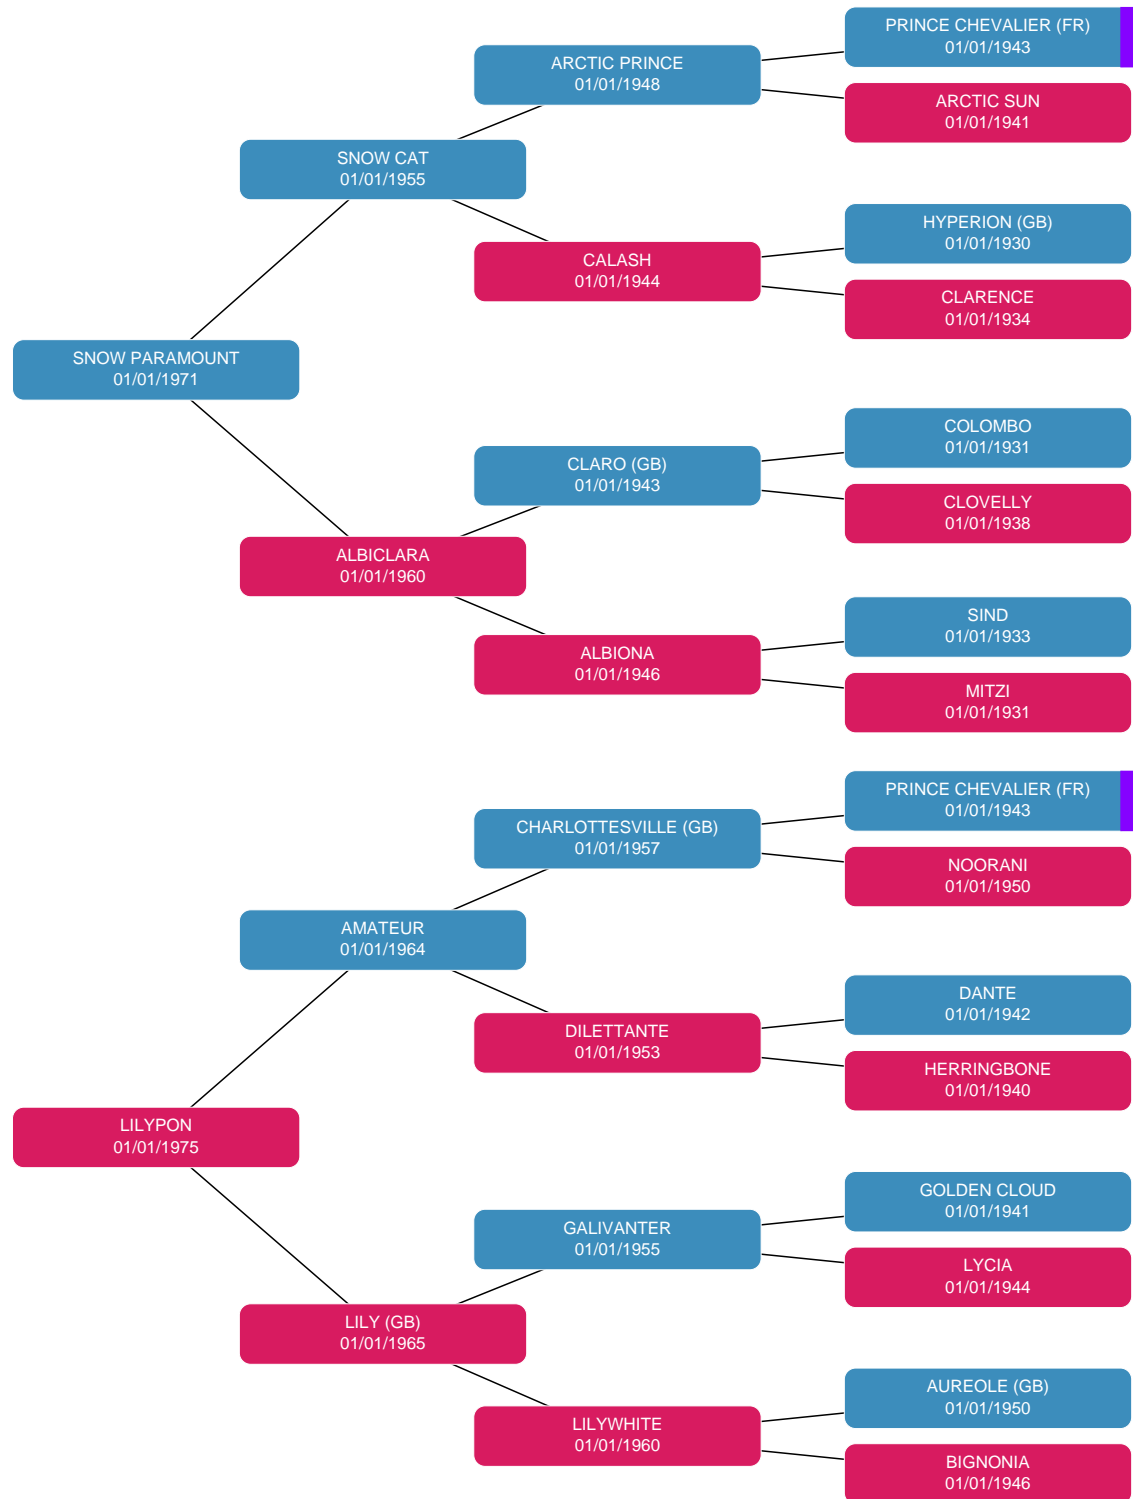 PRINCE CHEVALIER (FR)
01/01/1943
ARCTIC PRINCE
01/01/1948
ARCTIC SUN
01/01/1941
SNOW CAT
01/01/1955
HYPERION (GB)
01/01/1930
CALASH
01/01/1944
CLARENCE
01/01/1934
SNOW PARAMOUNT
01/01/1971
COLOMBO
01/01/1931
CLARO (GB)
01/01/1943
CLOVELLY
01/01/1938
ALBICLARA
01/01/1960
SIND
01/01/1933
ALBIONA
01/01/1946
MITZI
01/01/1931
PRINCE CHEVALIER (FR)
01/01/1943
CHARLOTTESVILLE (GB)
01/01/1957
NOORANI
01/01/1950
AMATEUR
01/01/1964
DANTE
01/01/1942
DILETTANTE
01/01/1953
HERRINGBONE
01/01/1940
LILYPON
01/01/1975
GOLDEN CLOUD
01/01/1941
GALIVANTER
01/01/1955
LYCIA
01/01/1944
LILY (GB)
01/01/1965
AUREOLE (GB)
01/01/1950
LILYWHITE
01/01/1960
BIGNONIA
01/01/1946